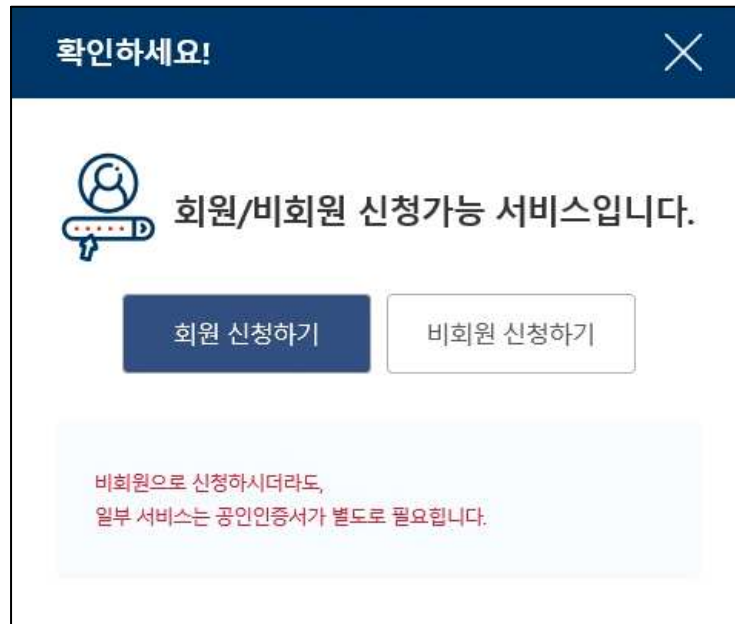 확인하세요!
회원/비회원 신청가능 서비스입니다.
회원 신청하기
비회원 신청하기
비회원으로 신청하시더라도,
일부 서비스는 공인인증서가 별도로 필요힙니다.